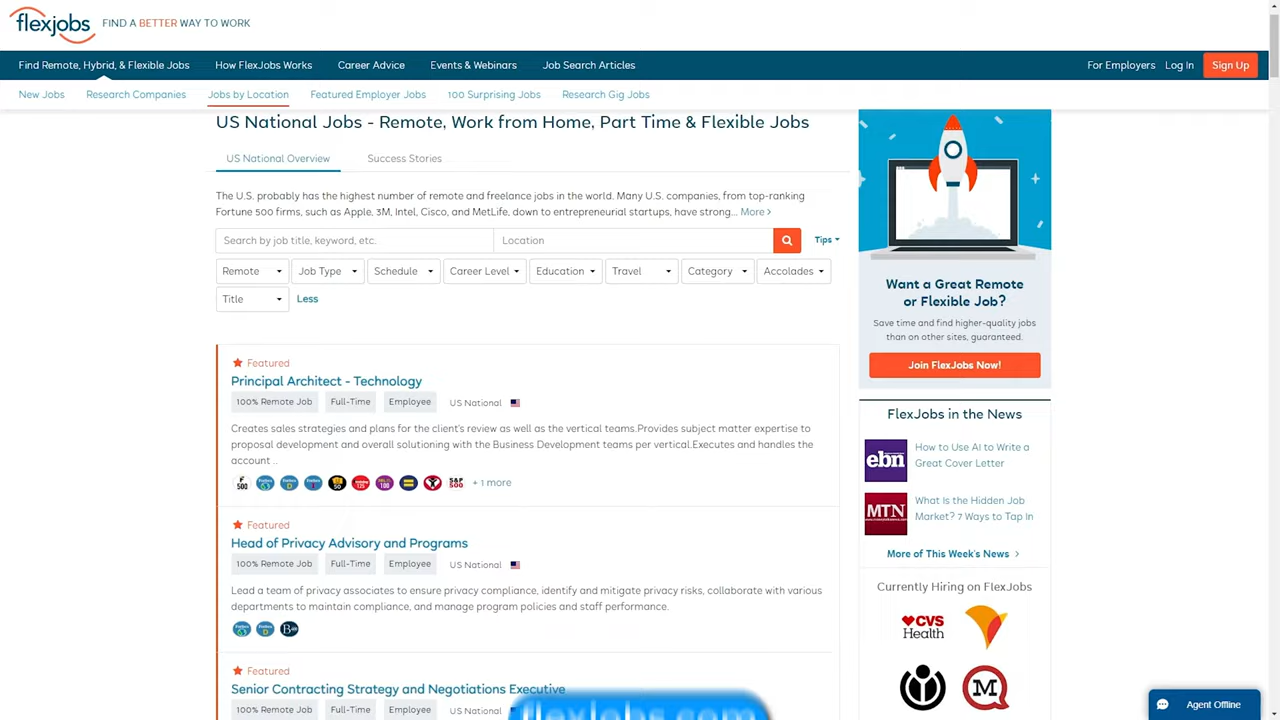 flexjobs FIND A BETTER WAY TO WORK
Find Remote, Hybrid, & Flexible Jobs How FlexJobs Works Career Advice Events & Webinars Job Search Articles For Employers Log In Sign Up
New Jobs Research Companies Jobs by Location Featured Employer Jobs 100 Surprising Jobs Research Gig Jobs
US National Jobs - Remote, Work from Home, Part Time & Flexible Jobs
US National Overview Success Stories
The U.S. probably has the highest number of remote and freelance jobs in the world. Many U.S. companies, from top-ranking
Fortune 500 firms, such as Apple, 3M, Intel, Cisco, and MetLife, down to entrepreneurial startups, have strong... More >
Search by job title, keyword, etc. Location Tips
Remote Job Type Schedule Career Level Education Travel Category Accolades
Title Less
Featured
Principal Architect - Technology
100% Remote Job Full-Time Employee US National
Creates sales strategies and plans for the client's review as well as the vertical teams.Provides subject matter expertise to
proposal development and overall solutioning with the Business Development teams per vertical.Executes and handles the
account ..
+ 1 more
Featured
Head of Privacy Advisory and Programs
100% Remote Job Full-Time Employee US National
Lead a team of privacy associates to ensure privacy compliance, identify and mitigate privacy risks, collaborate with various
departments to maintain compliance, and manage program policies and staff performance.
Featured
Senior Contracting Strategy and Negotiations Executive
100% Remote Job Full-Time Employee US National
flexjobs.com
Want a Great Remote
or Flexible Job?
Save time and find higher-quality jobs
than on other sites, guaranteed.
Join FlexJobs Now!
FlexJobs in the News
ebn
How to Use AI to Write a
Great Cover Letter
MTN
What Is the Hidden Job
Market? 7 Ways to Tap In
More of This Week's News >
Currently Hiring on FlexJobs
CVS
Health
M
Agent Offline